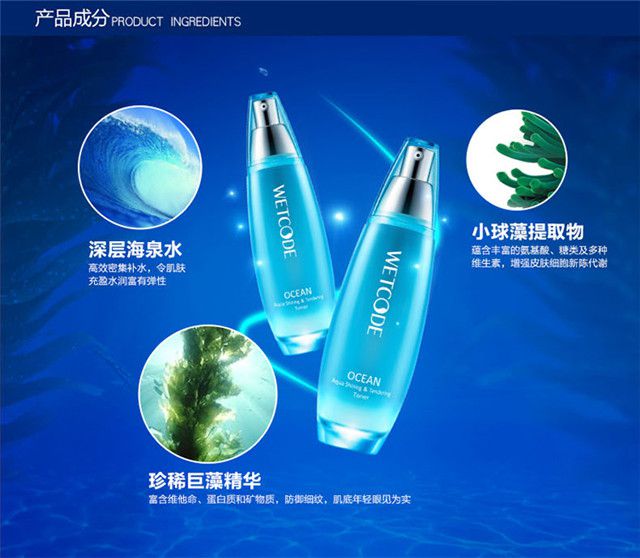 产品成分 PRODUCT INGREDIENTS
深层海泉水
高效密集补水,令肌肤
充盈水润富有弹性
WETCODE
OCEAN
Aqua Shining & Tendering
Toner
WETCODE
OCEAN
Aqua Shining & Tendering
Toner
小球藻提取物
蕴含丰富的氨基酸、糖类及多种
维生素,增强皮肤细胞新陈代谢
珍稀巨藻精华
富含维他命、蛋白质和矿物质,防御细纹,肌底年轻眼见为实